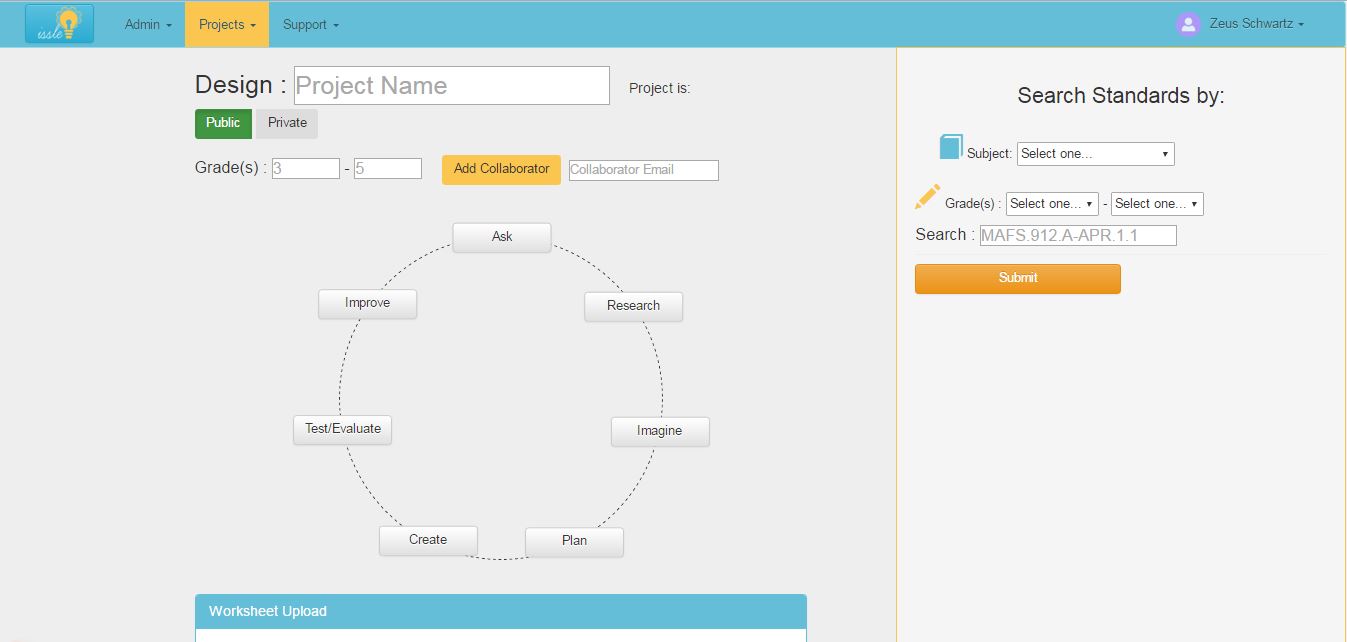 issle Admin Projects Support Zeus Schwartz
Design : Project Name Project is:
Public Private
Grade(s) : 3 - 5 Add Collaborator Collaborator Email
Ask
Improve Research
Test/Evaluate Imagine
Create Plan
Worksheet Upload
Search Standards by:
Subject: Select one...
Grade(s) : Select one... - Select one...
Search : MAFS.912.A-APR.1.1
Submit